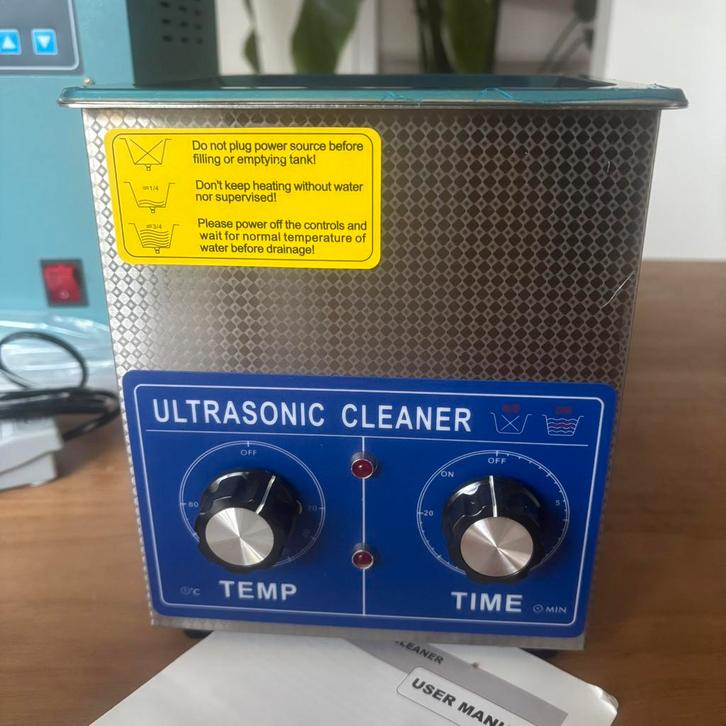 Do not plug power source before
filling or emptying tank!
Don't keep heating without water
nor supervised!
Please power off the controls and
wait for normal temperature of
water before drainage!
ULTRASONIC CLEANER
OFF
80
20
TEMP
°C
OFF
ON
5
20
TIME
MIN
CLEANER
USER MANU